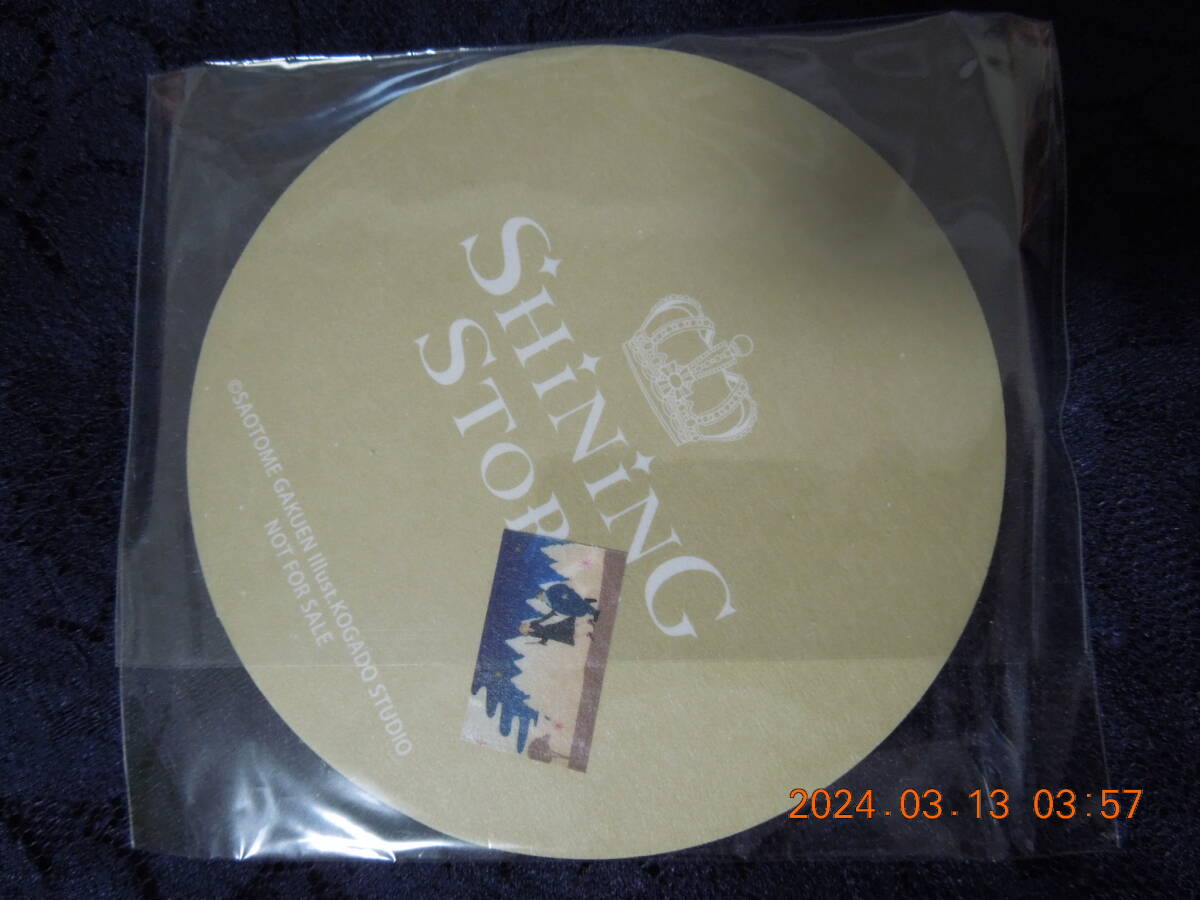 SHiNiNG
STOR
©SAOTOME GAKUEN Illust.KOGADO STUDIO
NOT FOR SALE
2024.03.13 03:57